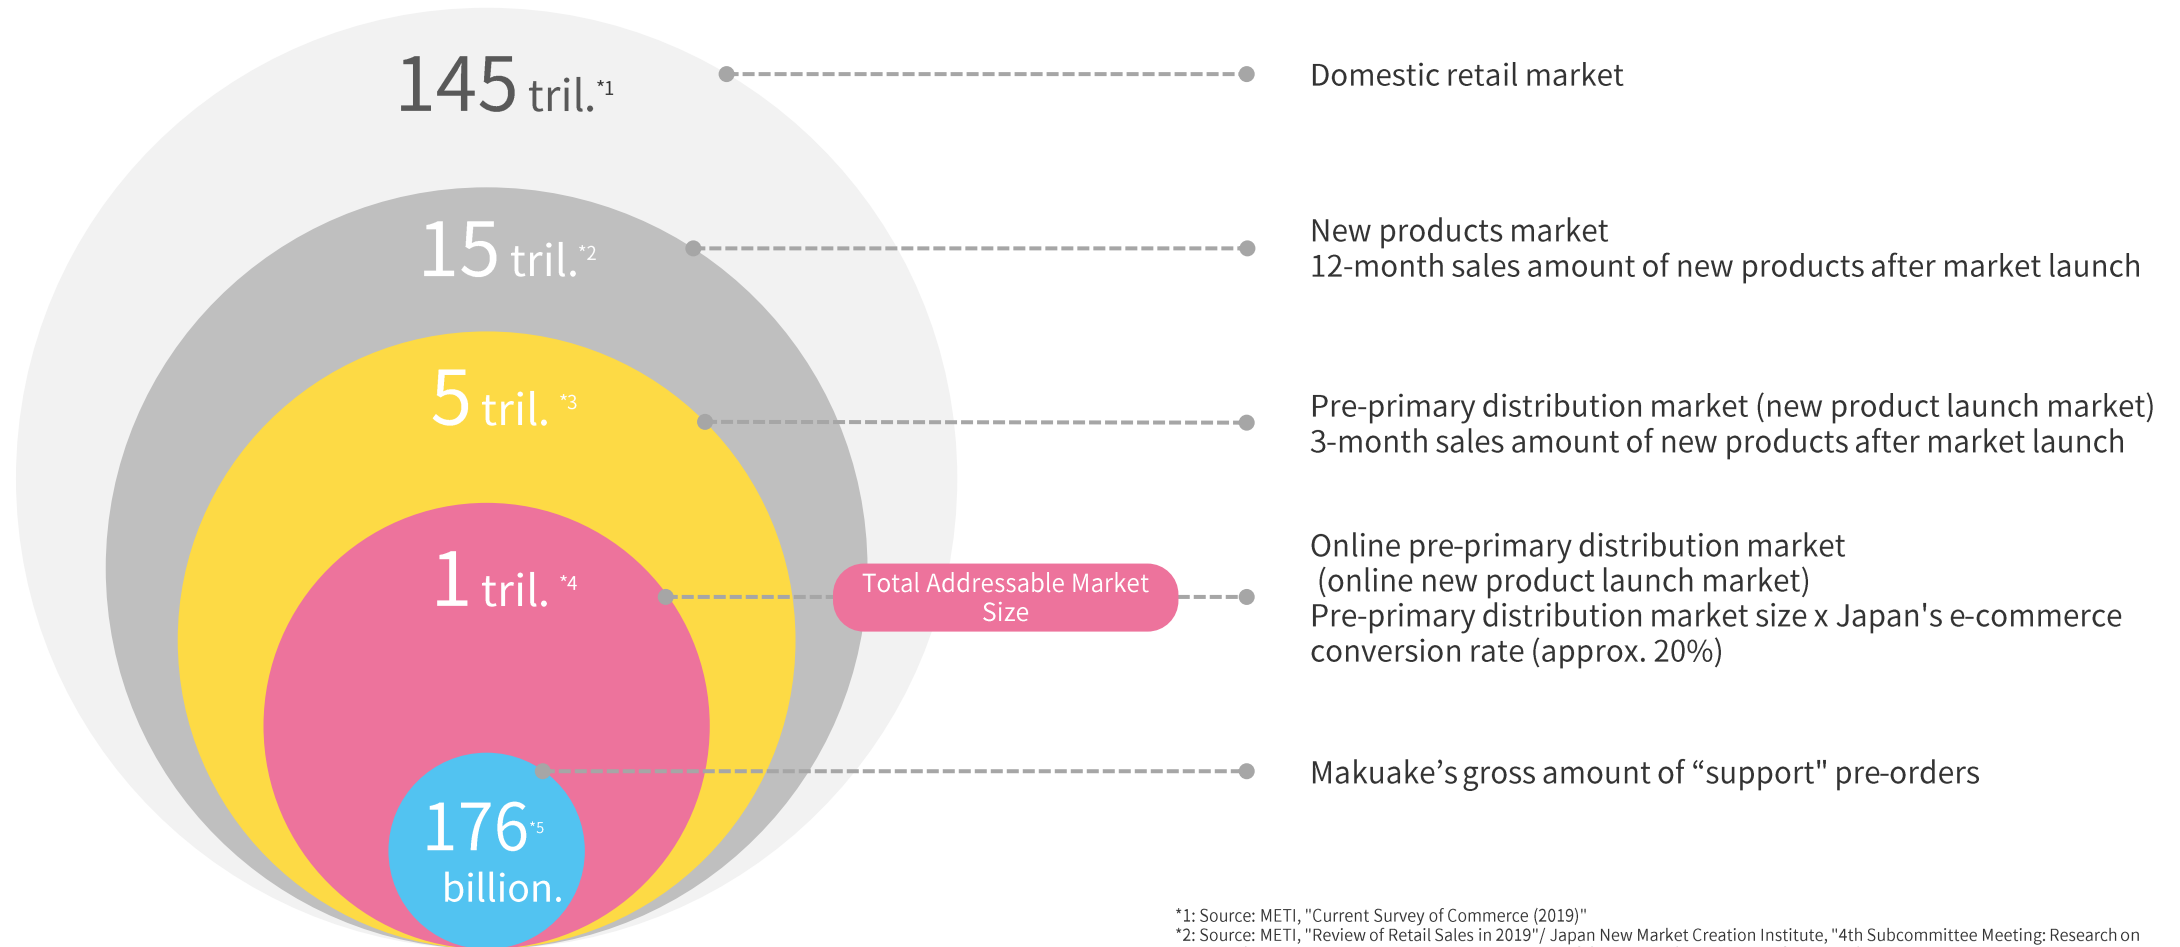 145 tril.*1
Domestic retail market
15 tril.*2
New products market
12-month sales amount of new products after market launch
5 tril. *3
Pre-primary distribution market (new product launch market)
3-month sales amount of new products after market launch
1 tril. *4
Total Addressable Market
Size
Online pre-primary distribution market
(online new product launch market)
Pre-primary distribution market size x Japan's e-commerce
conversion rate (approx. 20%)
176*5
billion.
Makuake’s gross amount of “support" pre-orders
*1: Source: METI, "Current Survey of Commerce (2019)"
*2: Source: METI, "Review of Retail Sales in 2019"/ Japan New Market Creation Institute, "4th Subcommittee Meeting: Research on